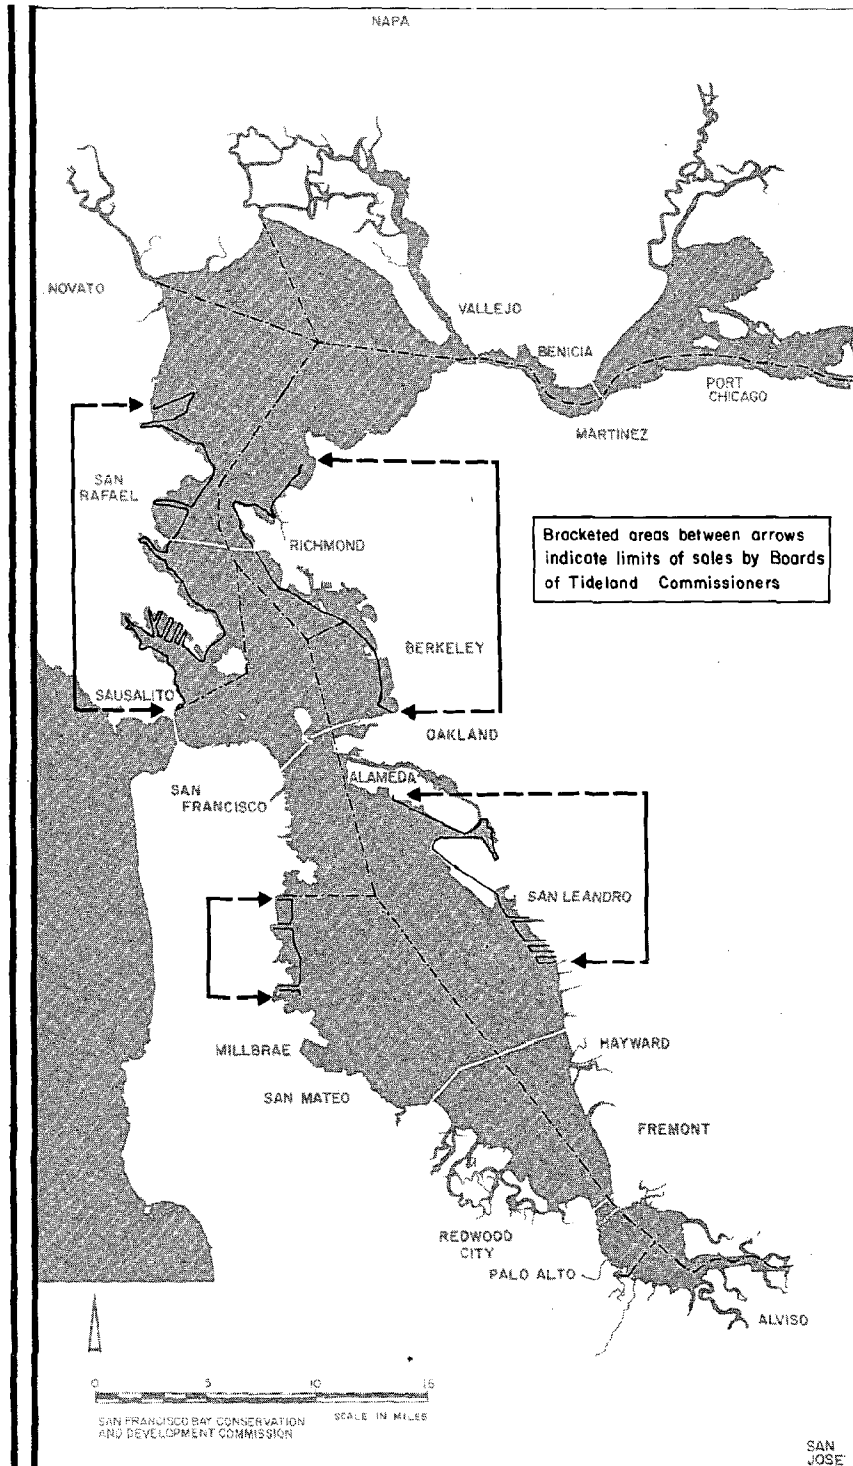 NAPA
NOVATO
VALLEJO
BENICIA
PORT
CHICAGO
MARTINEZ
SAN
RAFAEL
RICHMOND
Bracketed areas between arrows
indicate limits of sales by Boards
of Tideland Commissioners
BERKELEY
SAUSALITO
OAKLAND
ALAMEDA
SAN
FRANCISCO
SAN LEANDRO
MILLBRAE
HAYWARD
SAN MATEO
FREMONT
REDWOOD
CITY
PALO ALTO
ALVISO
0 5 10 15
SAN FRANCISCO BAY CONSERVATION
AND DEVELOPMENT COMMISSION
SCALE IN MILES
SAN
JOSE